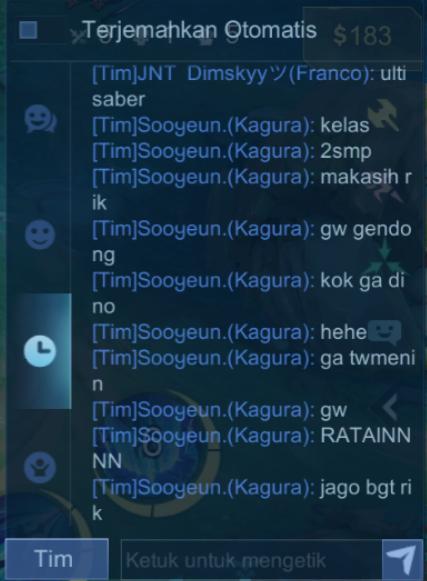 Terjemahkan Otomatis
$183
[Tim]JNT Dimskyyツ(Franco): ulti
saber
[Tim]Sooyeun.(Kagura): kelas
[Tim]Sooyeun.(Kagura): 2smp
[Tim]Sooyeun.(Kagura): makasih r
ik
[Tim]Sooyeun.(Kagura): gw gendo
ng
[Tim]Sooyeun.(Kagura): kok ga di
no
[Tim]Sooyeun.(Kagura): hehe
[Tim]Sooyeun.(Kagura): ga twmeni
n
[Tim]Sooyeun.(Kagura): gw
[Tim]Sooyeun.(Kagura): RATAINN
NN
[Tim]Sooyeun.(Kagura): jago bgt ri
k
Tim
Ketuk untuk mengetik